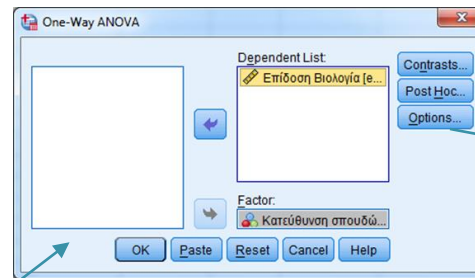 One-Way ANOVA
Dependent List:
Επίδοση Βιολογία [e...
Contrasts...
Post Hoc...
Options...
Factor:
Κατεύθυνση σπουδώ...
OK
Paste
Reset
Cancel
Help